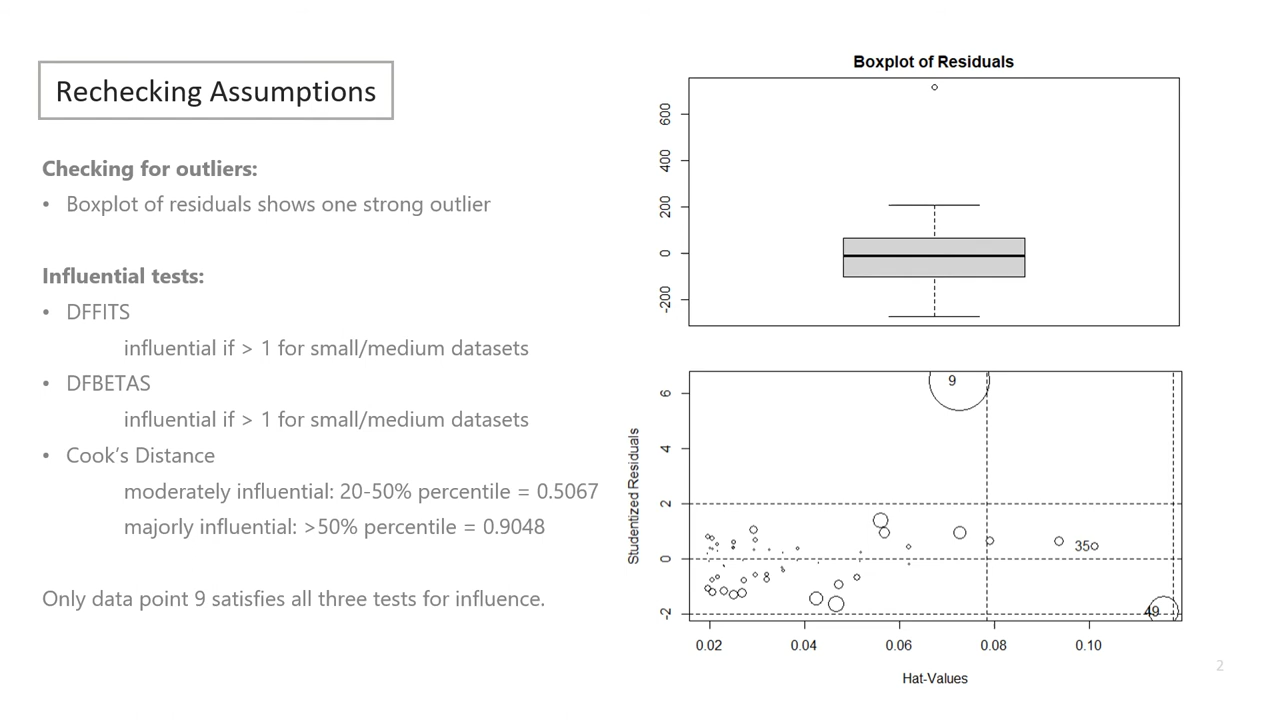 Rechecking Assumptions
Checking for outliers:
• Boxplot of residuals shows one strong outlier
Influential tests:
• DFFITS
influential if > 1 for small/medium datasets
• DFBETAS
influential if > 1 for small/medium datasets
• Cook's Distance
moderately influential: 20-50% percentile = 0.5067
majorly influential: >50% percentile = 0.9048
Only data point 9 satisfies all three tests for influence.
Boxplot of Residuals
600
400
200
0
-200
Studentized Residuals
6
4
2
0
-2
9
35
49
0.02 0.04 0.06 0.08 0.10
Hat-Values
2